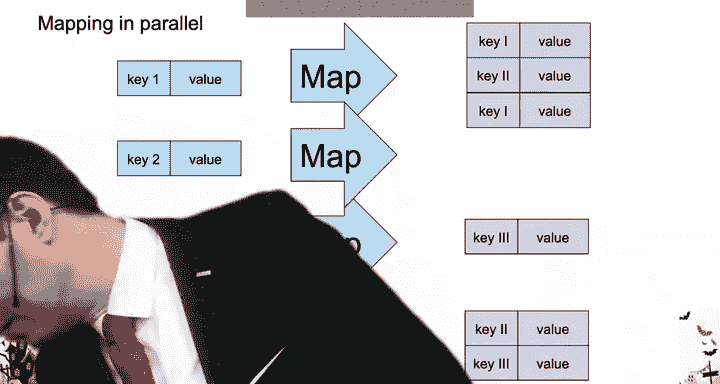 Mapping in parallel
key 1 value
Map
key I value
key II value
key I value
key 2 value
Map
key III value
key II value
key III value